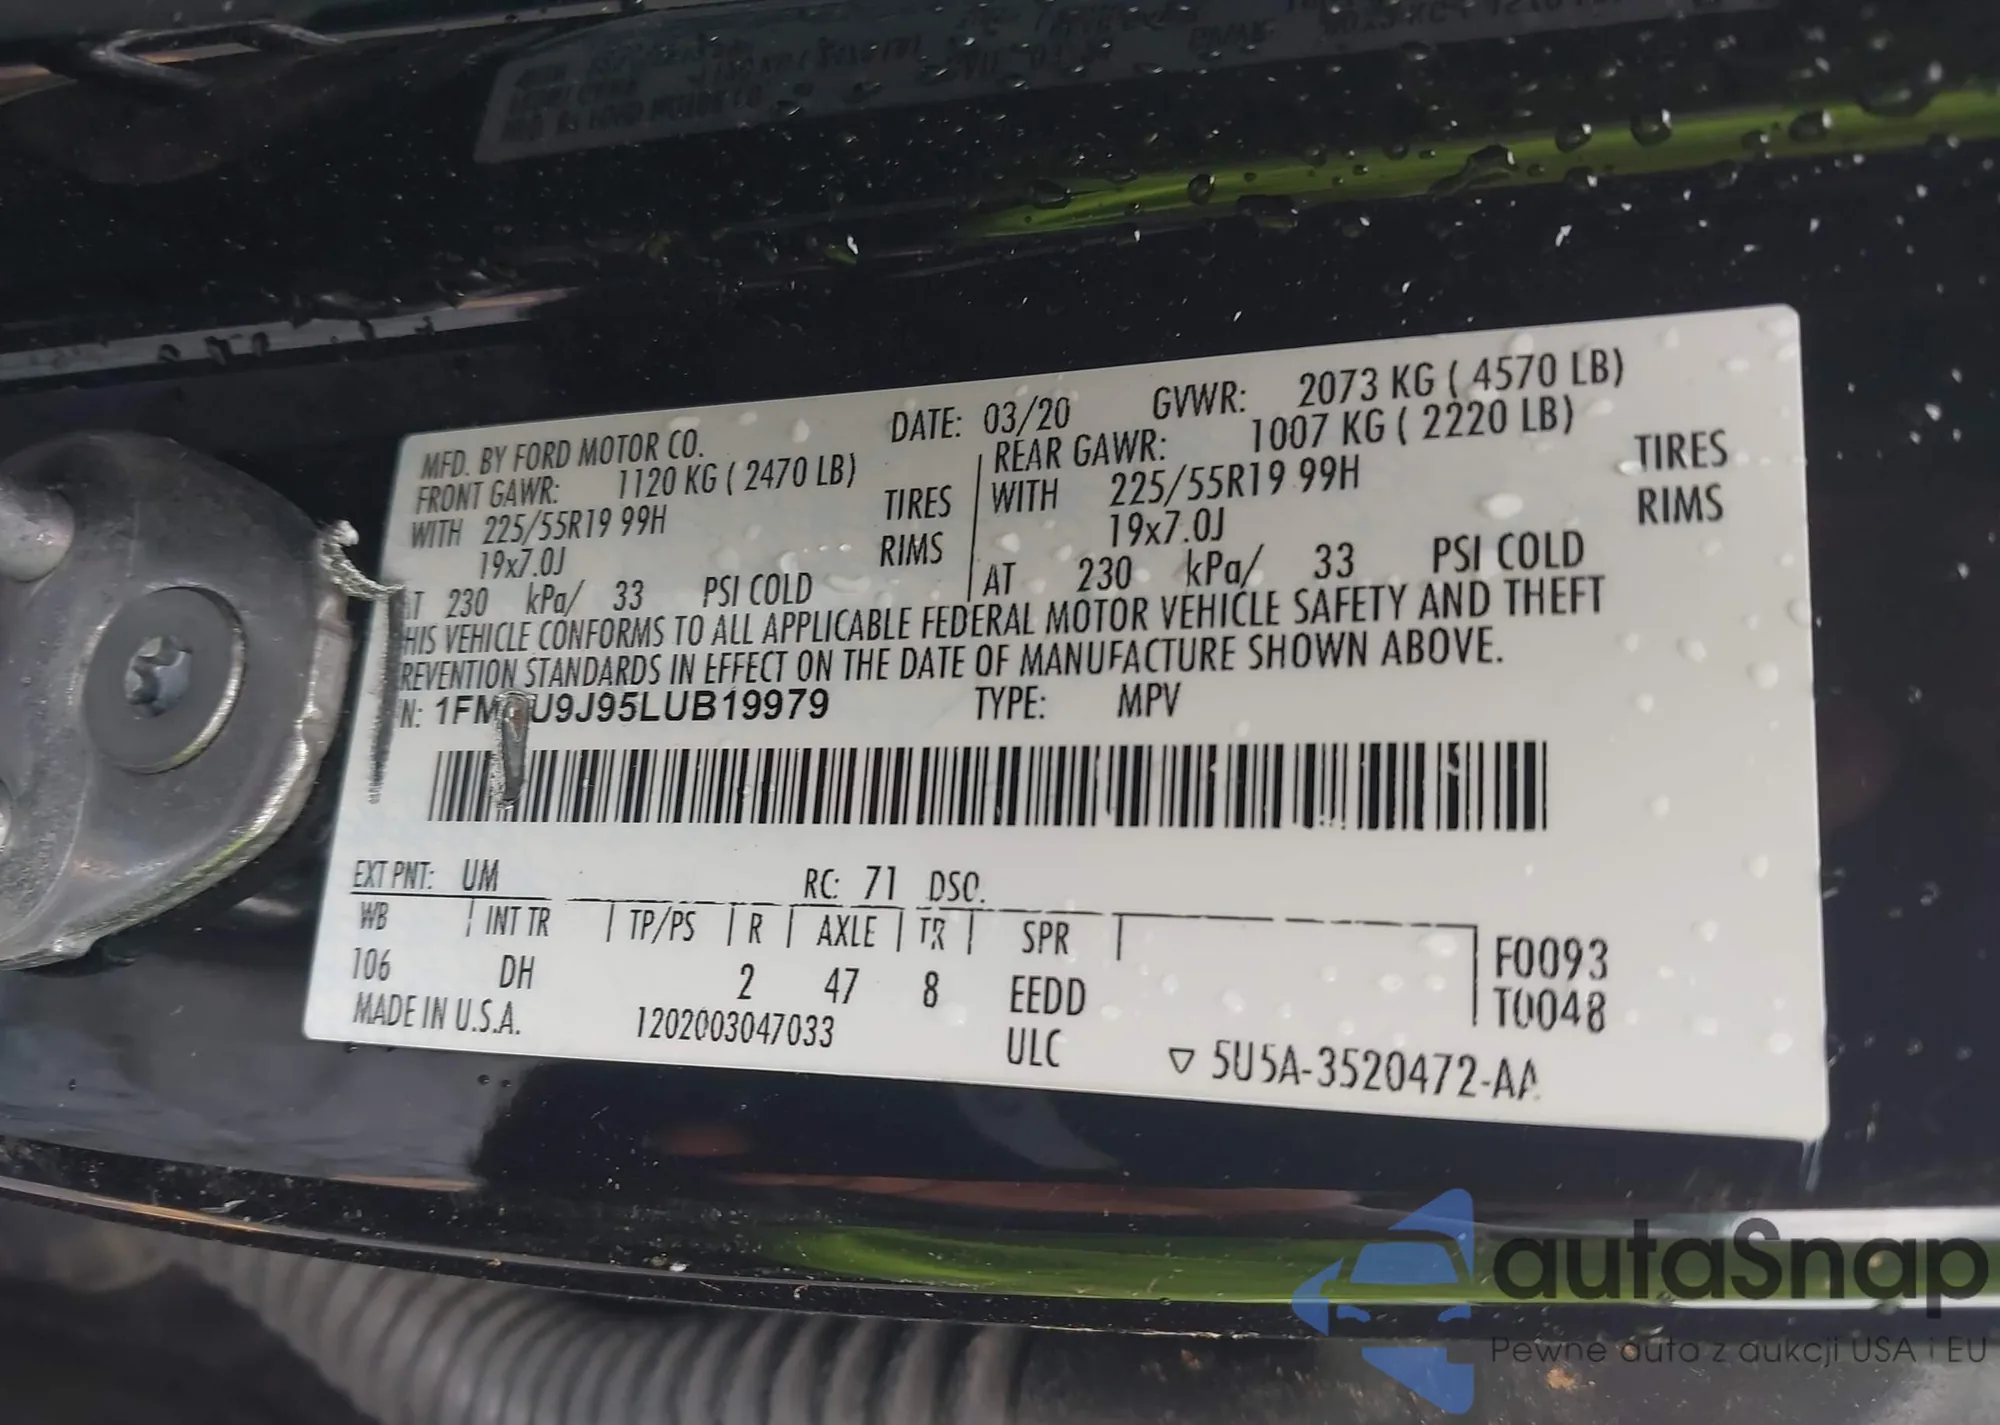 MFD. BY FORD MOTOR CO. DATE: 03/20 GVWR: 2073 KG ( 4570 LB)
FRONT GAWR: 1120 KG ( 2470 LB) REAR GAWR: 1007 KG ( 2220 LB)
WITH 225/55R19 99H TIRES WITH 225/55R19 99H TIRES
19x7.0J RIMS 19x7.0J RIMS
AT 230 kPa/ 33 PSI COLD AT 230 kPa/ 33 PSI COLD
HIS VEHICLE CONFORMS TO ALL APPLICABLE FEDERAL MOTOR VEHICLE SAFETY AND THEFT
REVENTION STANDARDS IN EFFECT ON THE DATE OF MANUFACTURE SHOWN ABOVE.
N: 1FM U9J95LUB19979 TYPE: MPV
EXT PNT: UM RC: 71 DSO.
WB INT TR TP/PS R AXLE TR SPR
106 DH 2 47 8 EEDD
F0093
T0048
MADE IN U.S.A. 1202003047033 ULC ▽ 5U5A-3520472-AA
autaSnap
Pewne auta z aukcji USA i EU